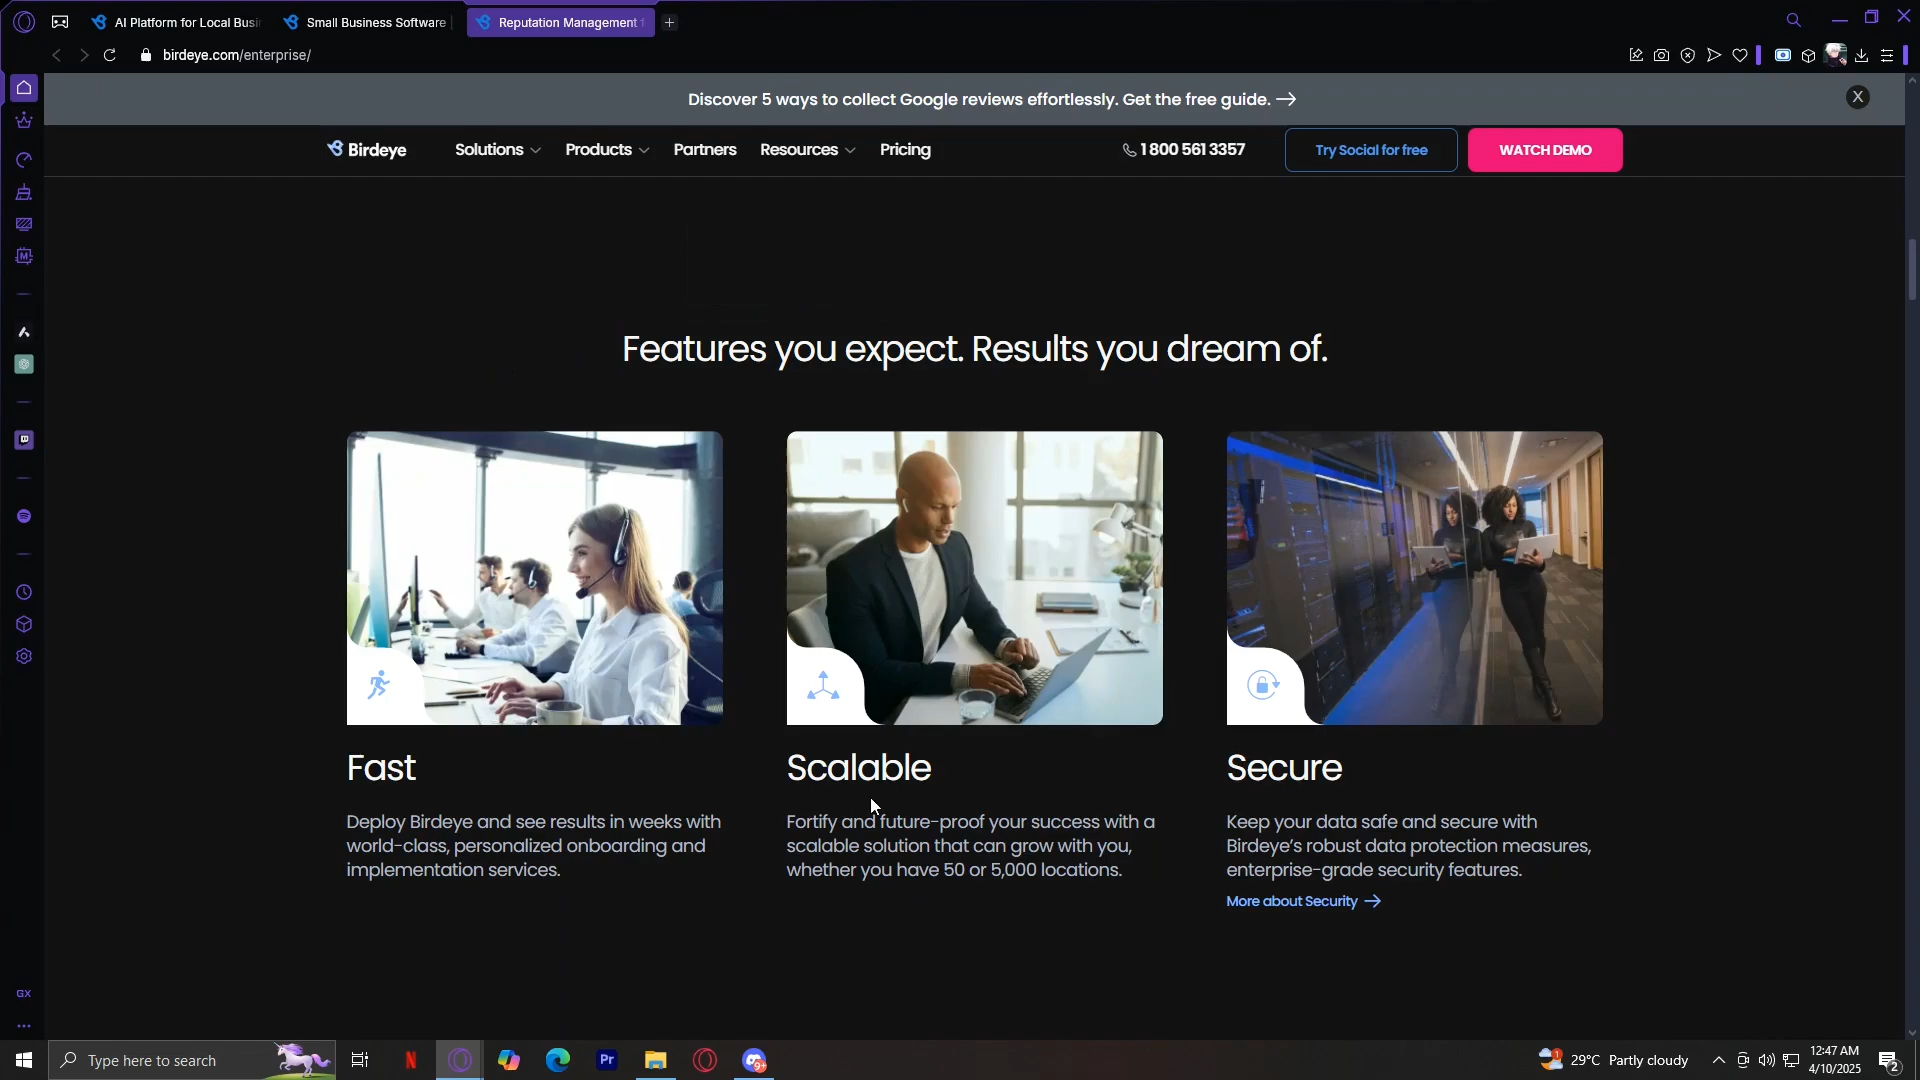 AI Platform for Local Busi
Small Business Software
Reputation Management f
birdeye.com/enterprise/
Discover 5 ways to collect Google reviews effortlessly. Get the free guide. →
X
Birdeye
Solutions
Products
Partners
Resources
Pricing
1 800 561 3357
Try Social for free
WATCH DEMO
Features you expect. Results you dream of.
Fast
Deploy Birdeye and see results in weeks with
world-class, personalized onboarding and
implementation services.
Scalable
Fortify and future-proof your success with a
scalable solution that can grow with you,
whether you have 50 or 5,000 locations.
Secure
Keep your data safe and secure with
Birdeye’s robust data protection measures,
enterprise-grade security features.
More about Security →
M
GX
Type here to search
N
Pr
9+
1
29°C Partly cloudy
12:47 AM
4/10/2025
2